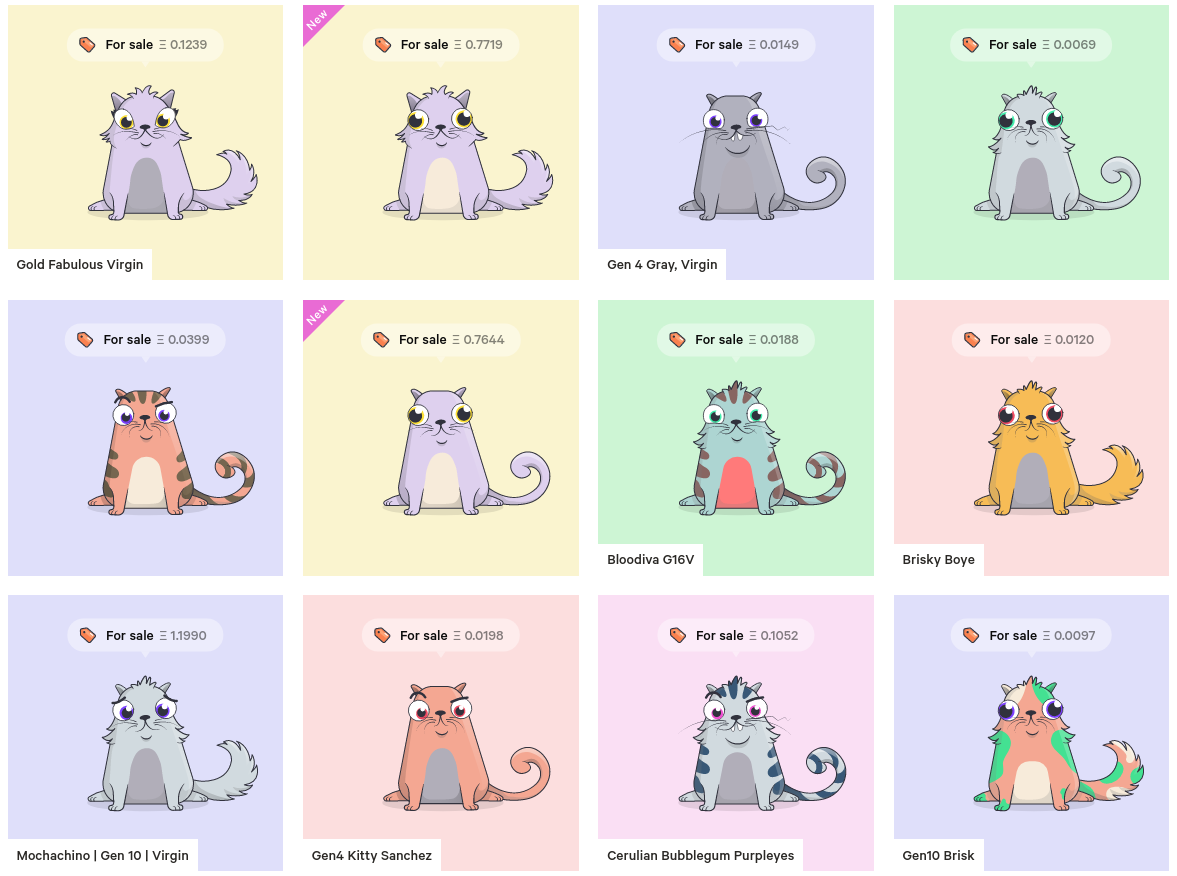 For sale Ξ 0.1239
New
For sale Ξ 0.7719
For sale Ξ 0.0149
For sale Ξ 0.0069
Gold Fabulous Virgin
Gen 4 Gray, Virgin
For sale Ξ 0.0399
New
For sale Ξ 0.7644
For sale Ξ 0.0188
For sale Ξ 0.0120
Bloodiva G16V
Brisky Boye
For sale Ξ 1.1990
For sale Ξ 0.0198
For sale Ξ 0.1052
For sale Ξ 0.0097
Mochachino | Gen 10 | Virgin
Gen4 Kitty Sanchez
Cerulian Bubblegum Purpleyes
Gen10 Brisk